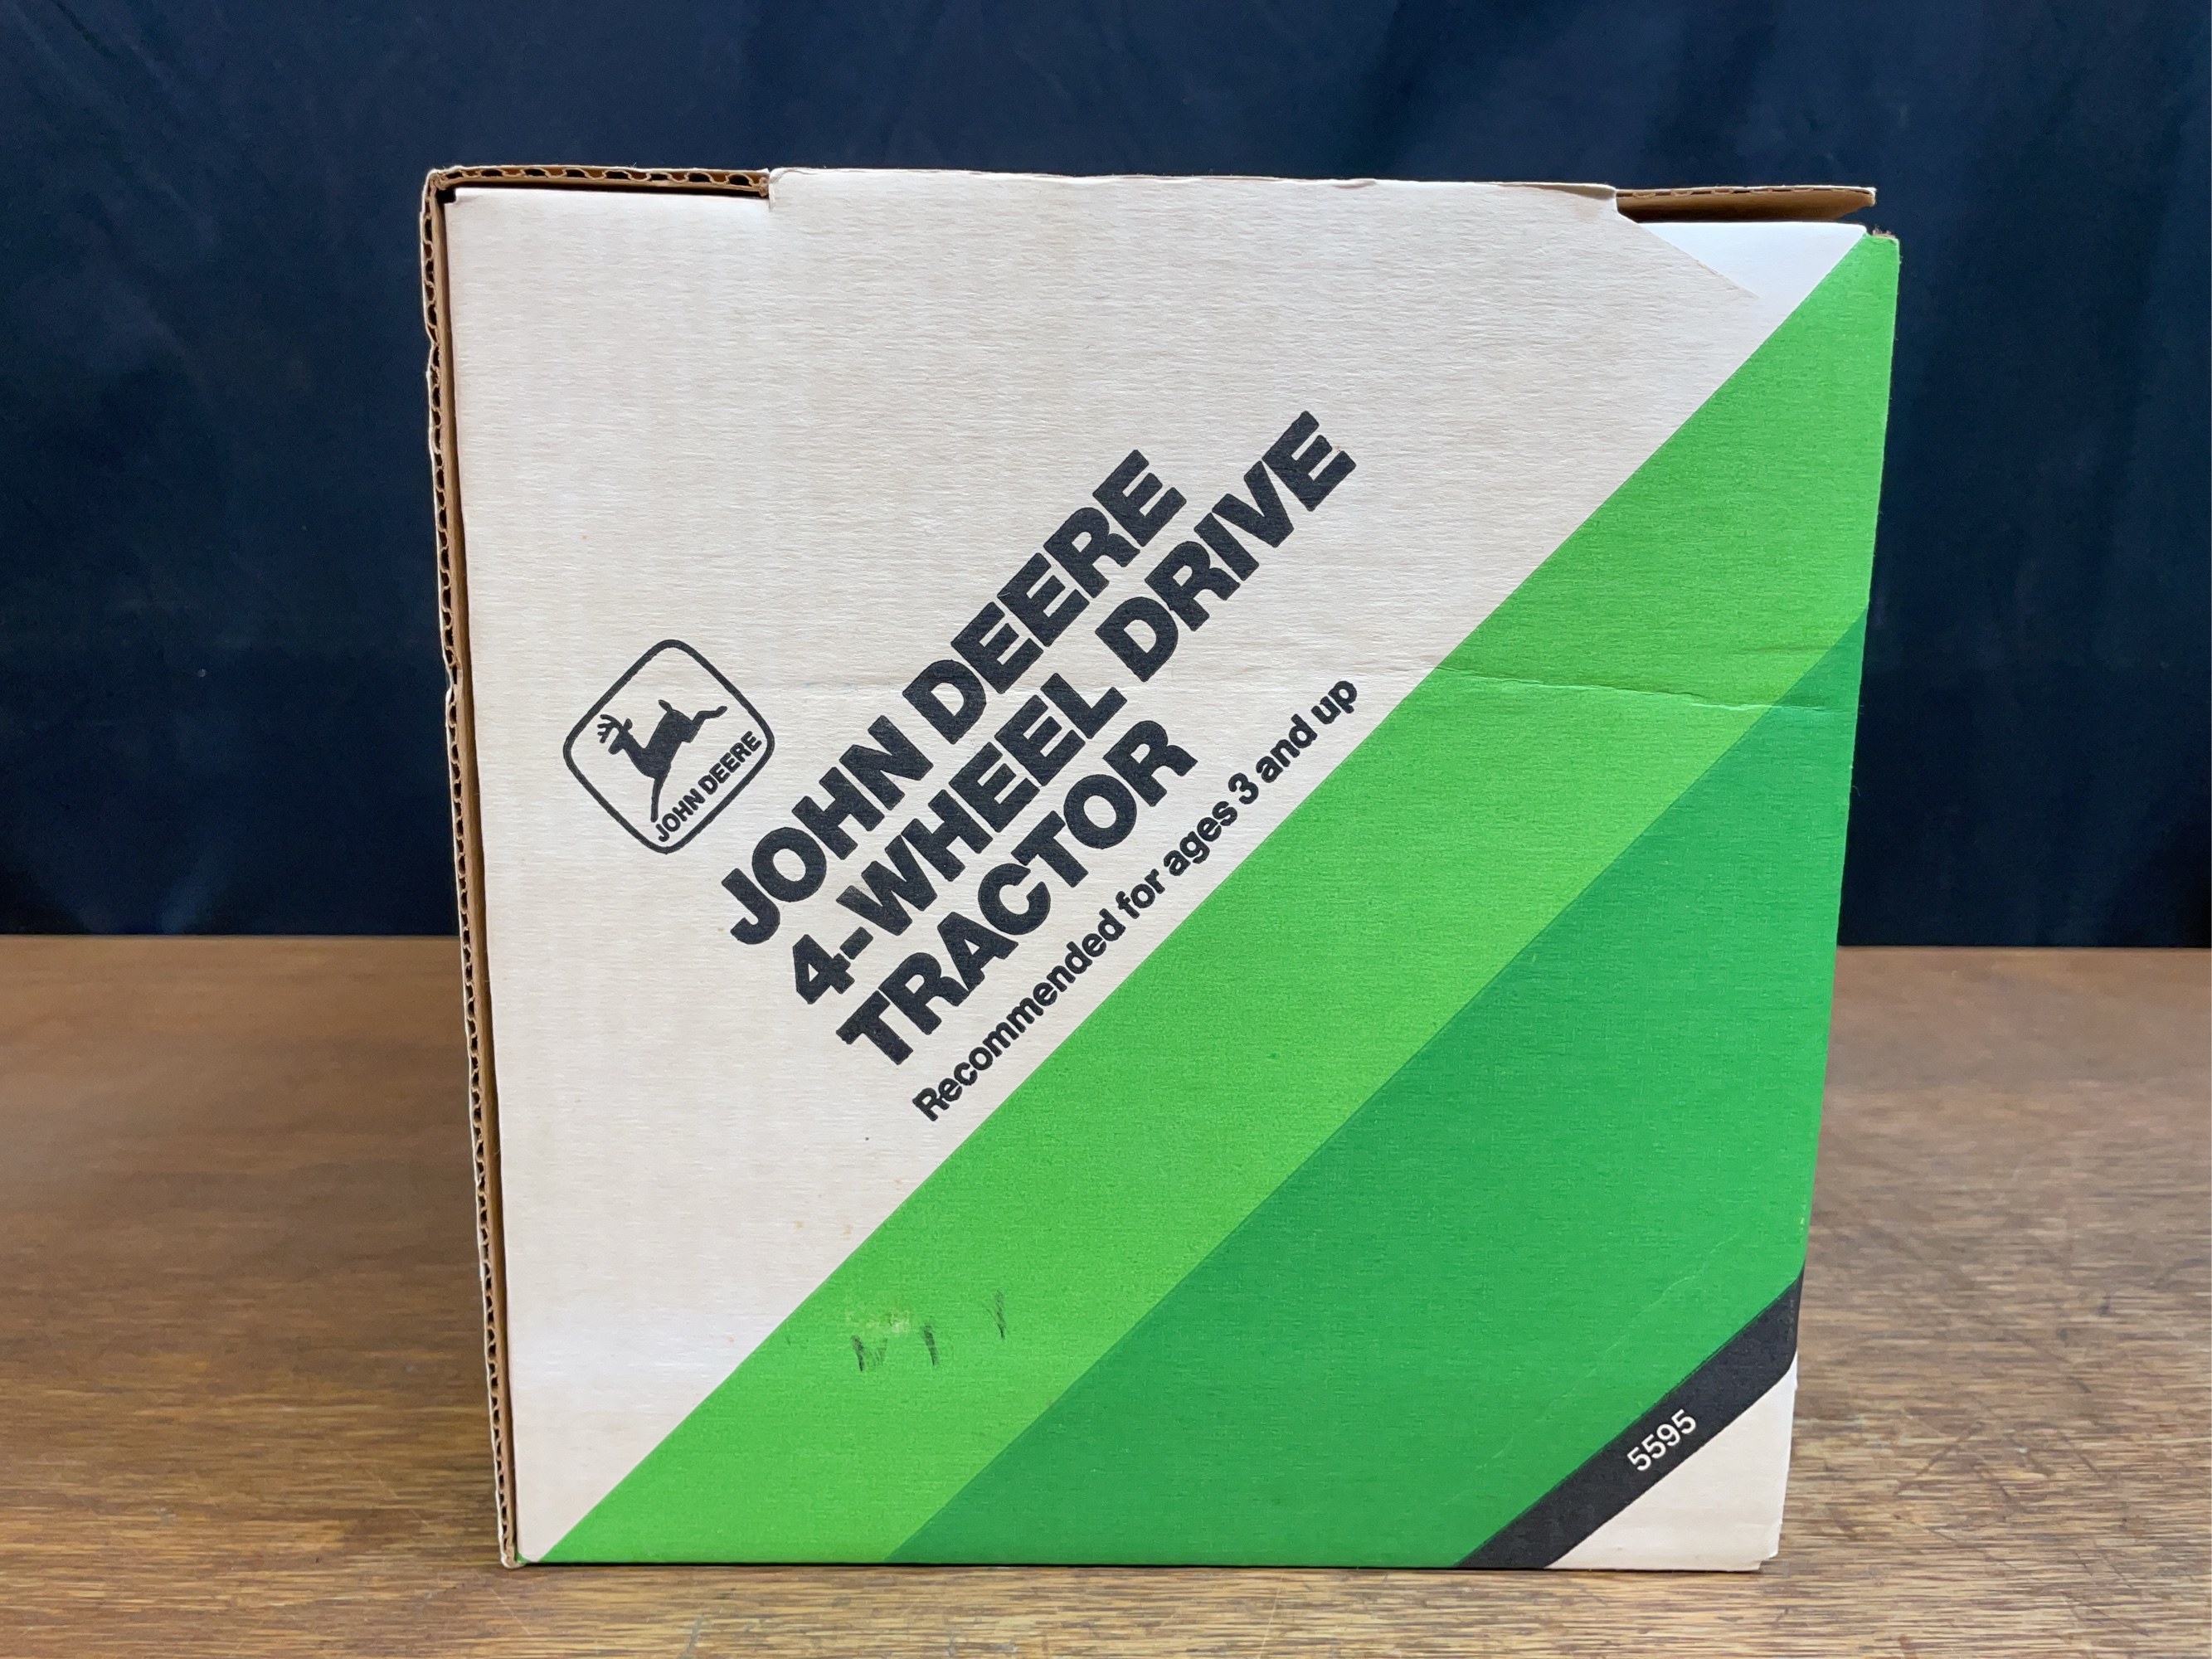 JOHN DEERE
JOHN DEERE
4-WHEEL DRIVE
TRACTOR
Recommended for ages 3 and up
5595